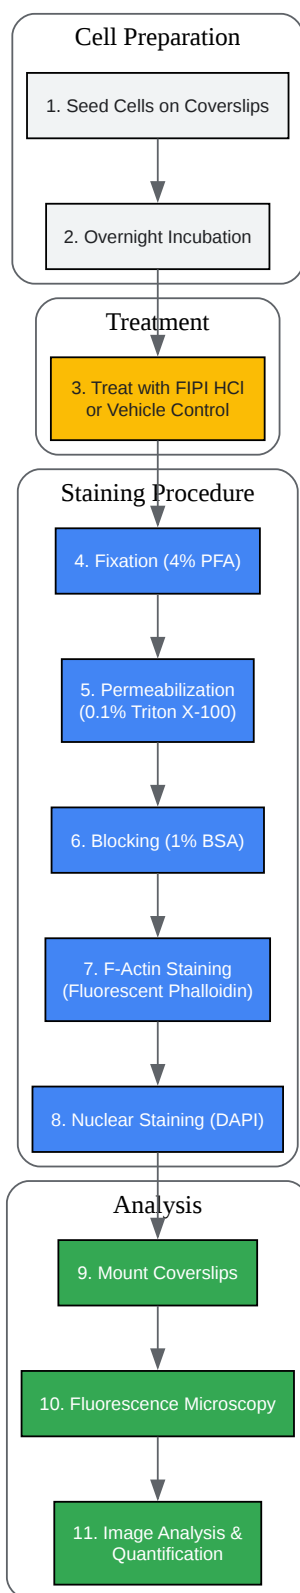 Cell Preparation
1. Seed Cells on Coverslips
2. Overnight Incubation
Treatment
3. Treat with FIPI HCl
or Vehicle Control
Staining Procedure
4. Fixation (4% PFA)
5. Permeabilization
(0.1% Triton X-100)
6. Blocking (1% BSA)
7. F-Actin Staining
(Fluorescent Phalloidin)
8. Nuclear Staining (DAPI)
Analysis
9. Mount Coverslips
10. Fluorescence Microscopy
11. Image Analysis &
Quantification